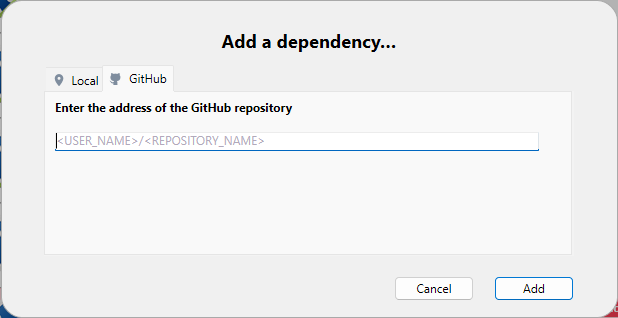 Add a dependency...
Local
GitHub
Enter the address of the GitHub repository
<USER_NAME>/<REPOSITORY_NAME>
Cancel
Add